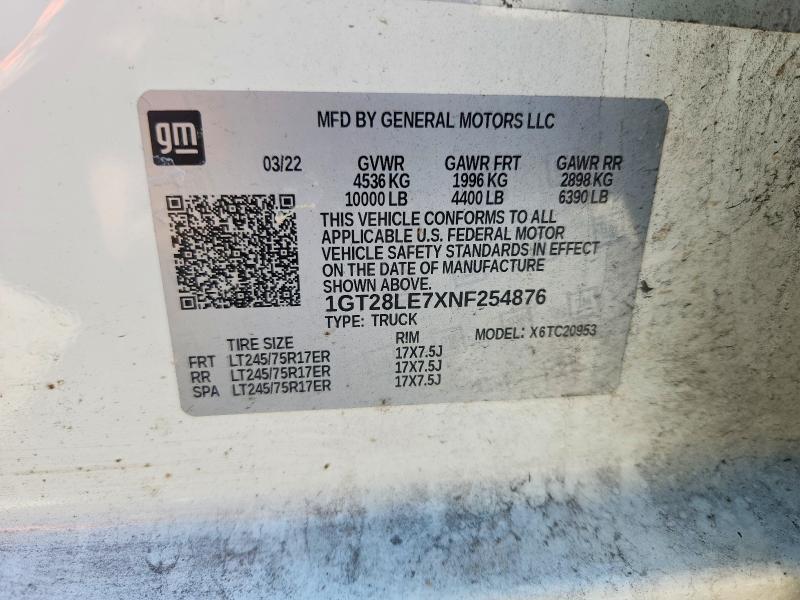 gm
MFD BY GENERAL MOTORS LLC
03/22 GVWR GAWR FRT GAWR RR
4536 KG 1996 KG 2898 KG
10000 LB 4400 LB 6390 LB
THIS VEHICLE CONFORMS TO ALL
APPLICABLE U.S. FEDERAL MOTOR
VEHICLE SAFETY STANDARDS IN EFFECT
ON THE DATE OF MANUFACTURE
SHOWN ABOVE.
1GT28LE7XNF254876
TYPE: TRUCK MODEL: X6TC20953
TIRE SIZE RIM
FRT LT245/75R17ER 17X7.5J
RR LT245/75R17ER 17X7.5J
SPA LT245/75R17ER 17X7.5J